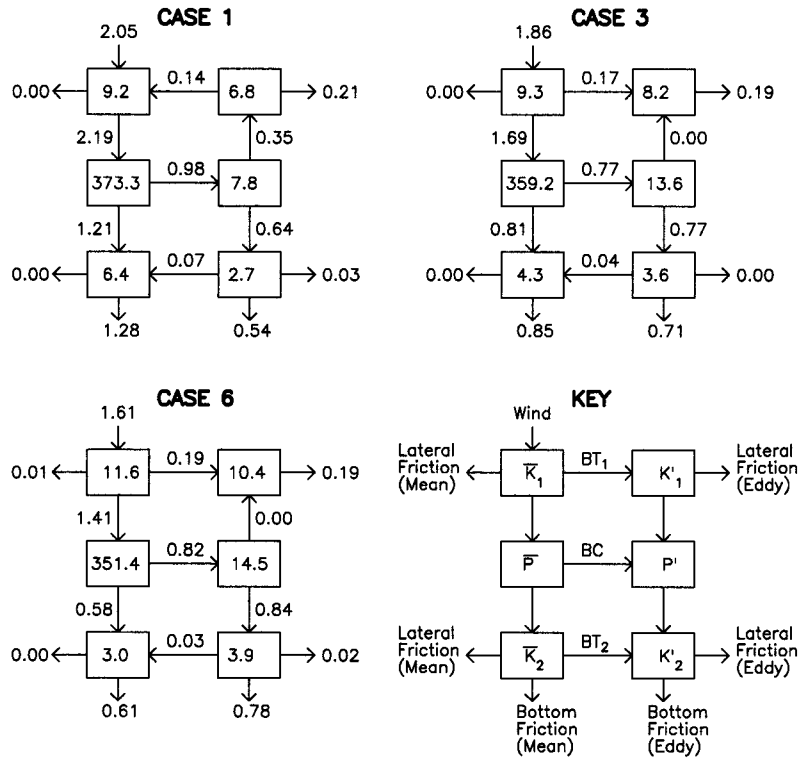 CASE 1
2.05
0.00
9.2
0.14
6.8
0.21
2.19
0.35
373.3
0.98
7.8
1.21
0.64
0.00
6.4
0.07
2.7
0.03
1.28
0.54
CASE 3
1.86
0.00
9.3
0.17
8.2
0.19
1.69
0.00
359.2
0.77
13.6
0.81
0.77
0.00
4.3
0.04
3.6
0.00
0.85
0.71
CASE 6
1.61
0.01
11.6
0.19
10.4
0.19
1.41
0.00
351.4
0.82
14.5
0.58
0.84
0.00
3.0
0.03
3.9
0.02
0.61
0.78
KEY
Wind
Lateral
Friction
(Mean)
K̅₁
BT₁
K'₁
Lateral
Friction
(Eddy)
P̅
BC
P'
Lateral
Friction
(Mean)
K̅₂
BT₂
K'₂
Lateral
Friction
(Eddy)
Bottom
Friction
(Mean)
Bottom
Friction
(Eddy)